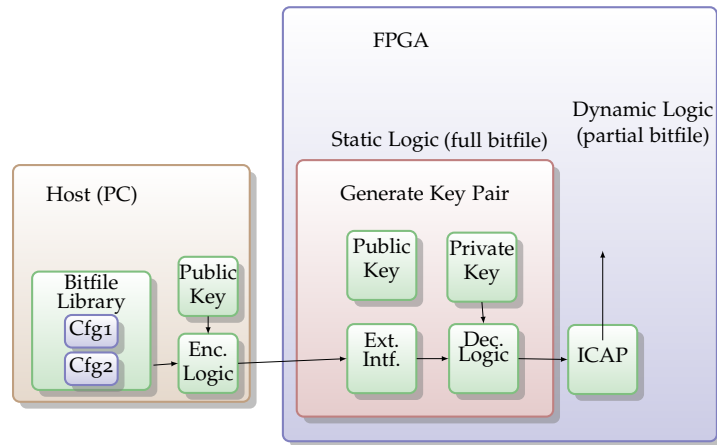 FPGA
Dynamic Logic
(partial bitfile)
Static Logic (full bitfile)
Host (PC)
Generate Key Pair
Public
Key
Private
Key
Bitfile
Library
Public
Key
Cfg1
Cfg2
Enc.
Logic
Ext.
Intf.
Dec.
Logic
ICAP